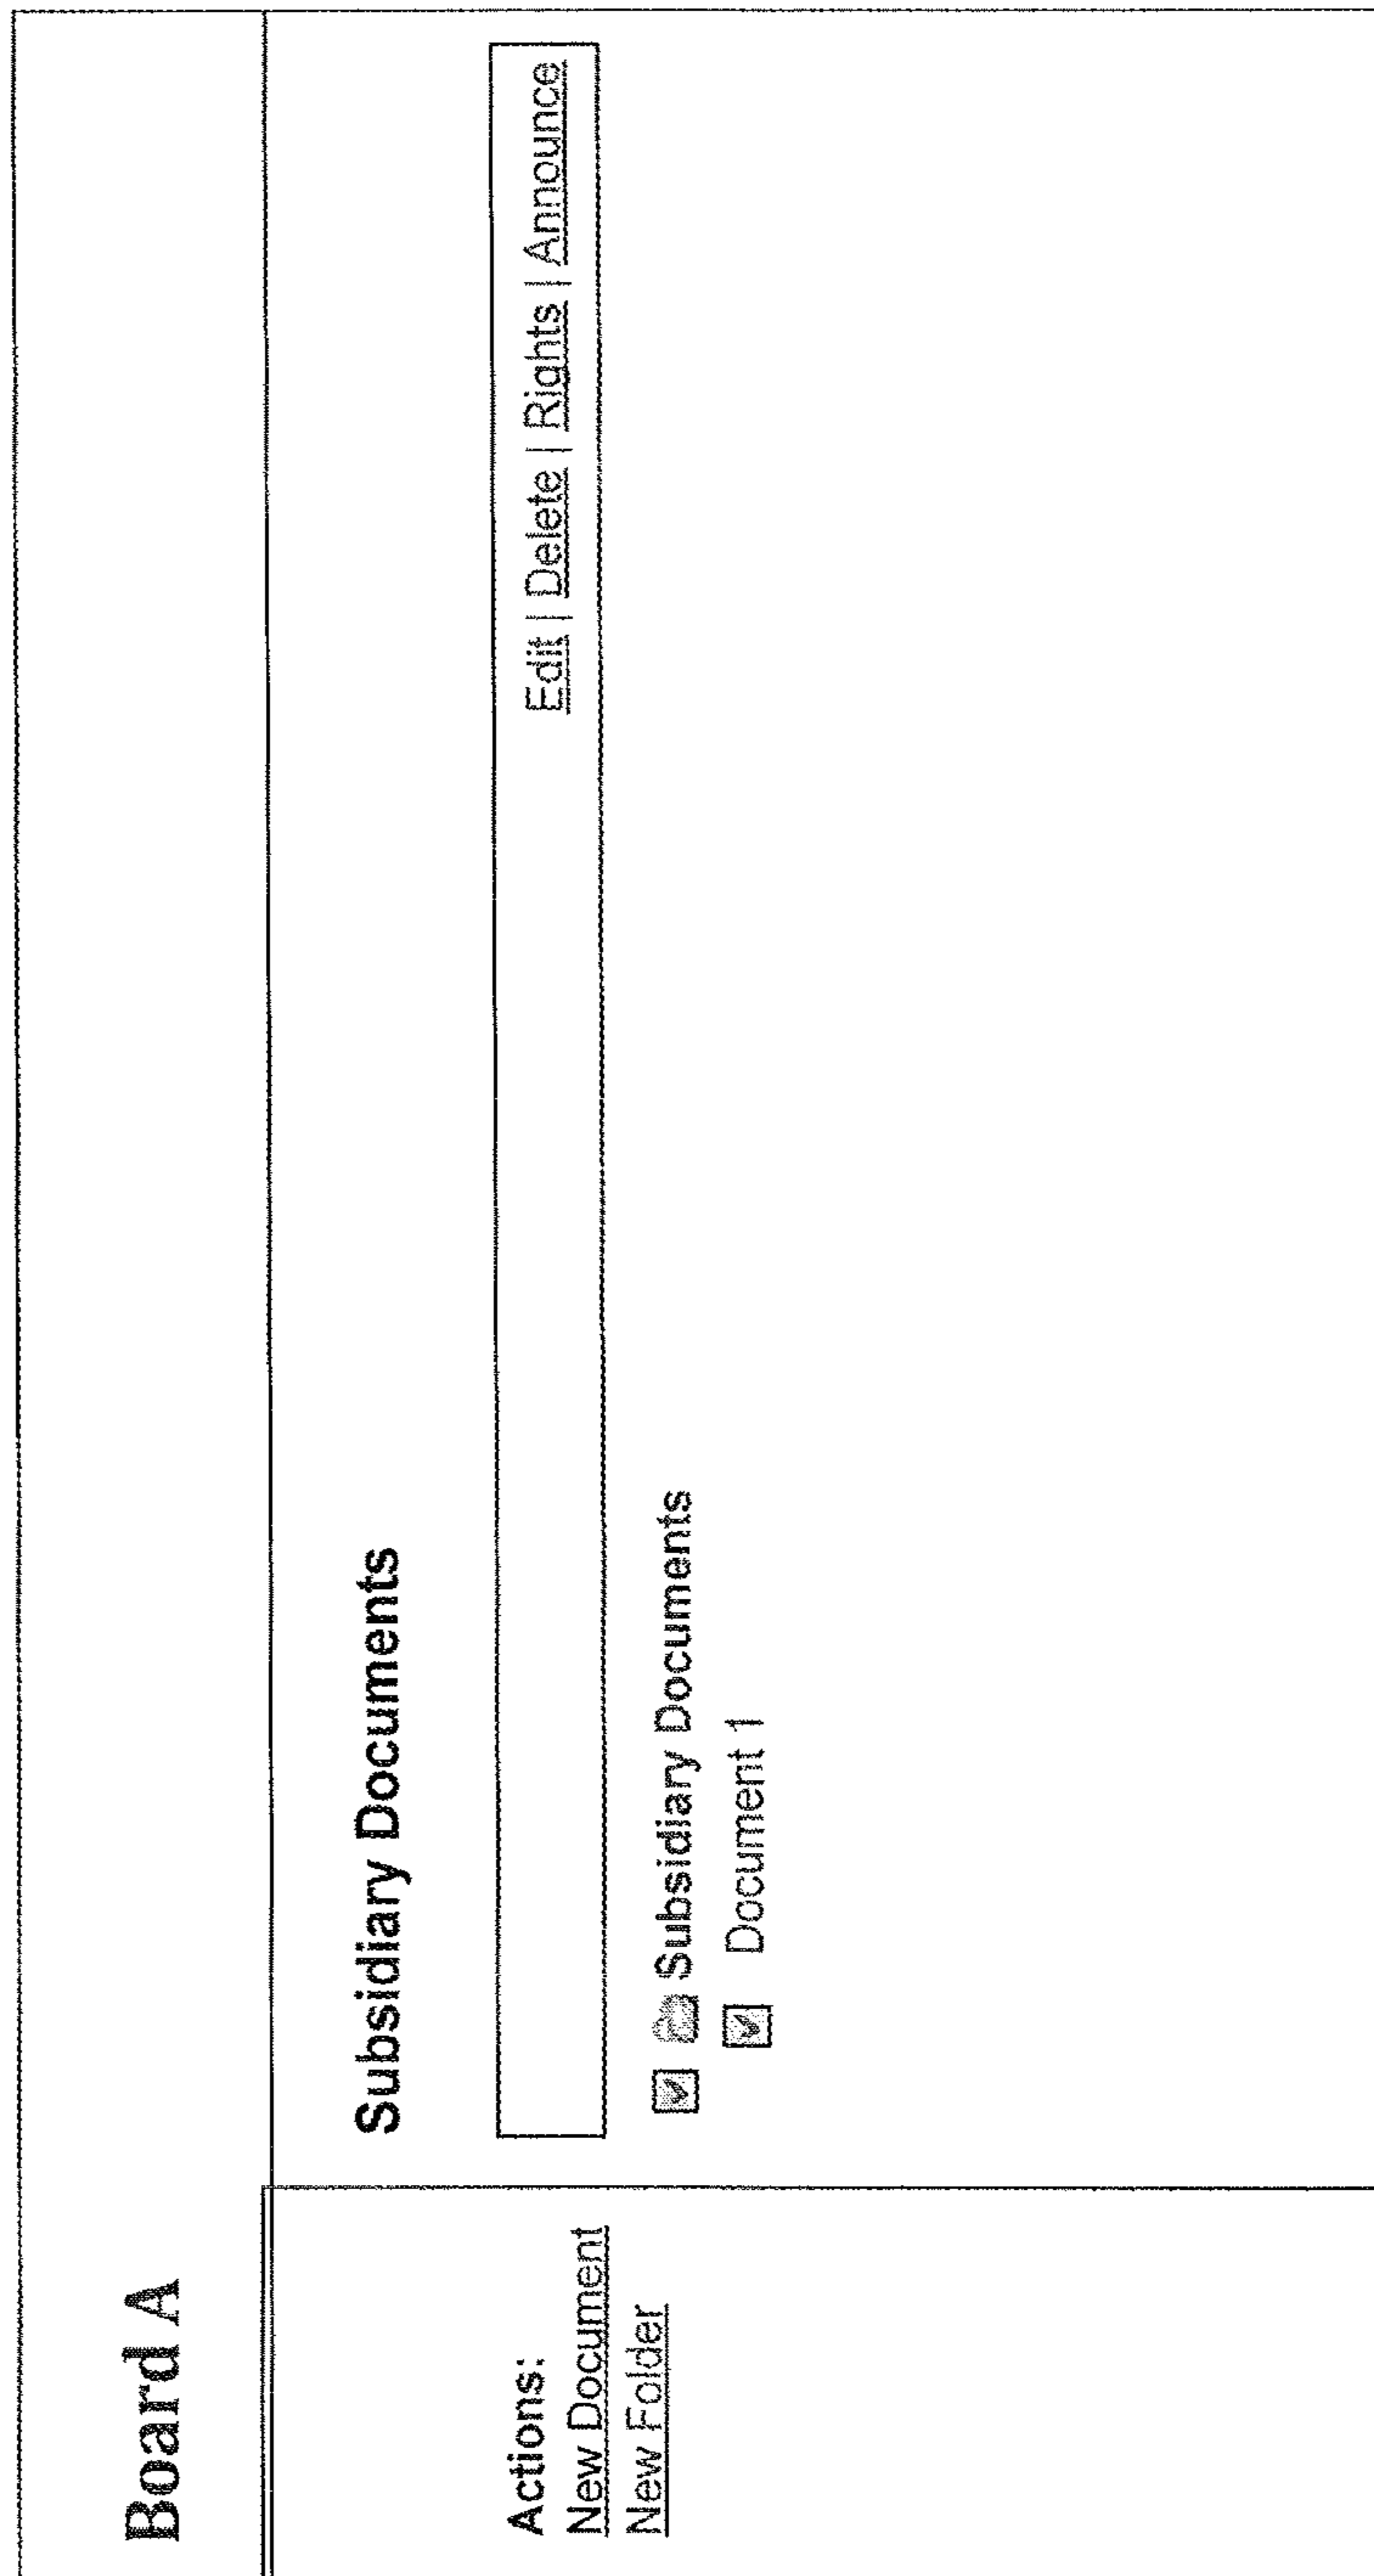 Board A
Actions:
New Document
New Folder
Subsidiary Documents
Edit | Delete | Rights | Announce
Subsidiary Documents
Document 1